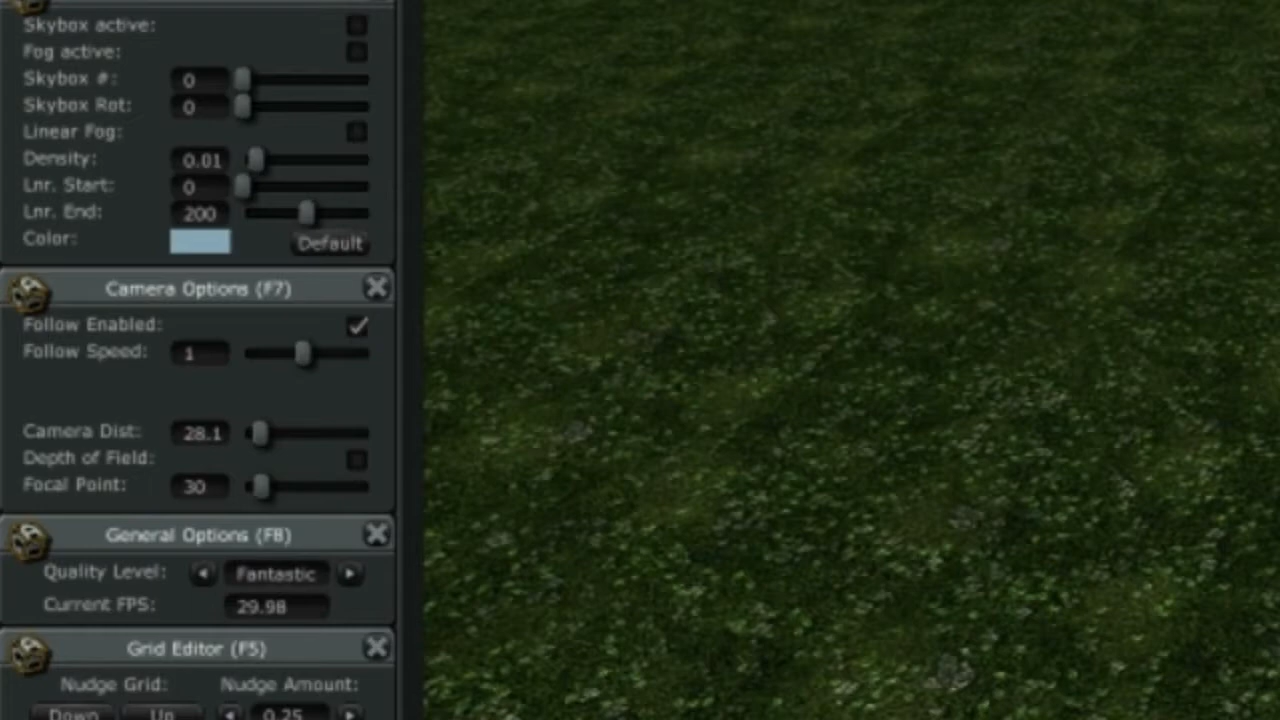 Skybox active:
Fog active:
Skybox #: 0
Skybox Rot: 0
Linear Fog:
Density: 0.01
Lnr. Start: 0
Lnr. End: 200
Color: Default
Camera Options (F7)
Follow Enabled:
Follow Speed: 1
Camera Dist: 28.1
Depth of Field:
Focal Point: 30
General Options (F8)
Quality Level: Fantastic
Current FPS: 29.98
Grid Editor (F5)
Nudge Grid: Nudge Amount:
Down Up 0.25